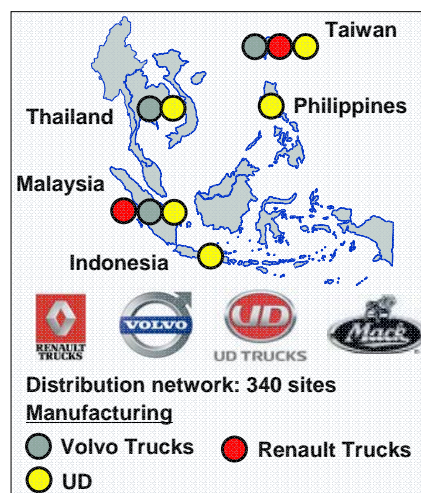 Taiwan
Thailand
Philippines
Malaysia
Indonesia
RENAULT
TRUCKS
VOLVO
UD
UD TRUCKS
Mack
Distribution network: 340 sites
Manufacturing
Volvo Trucks
Renault Trucks
UD